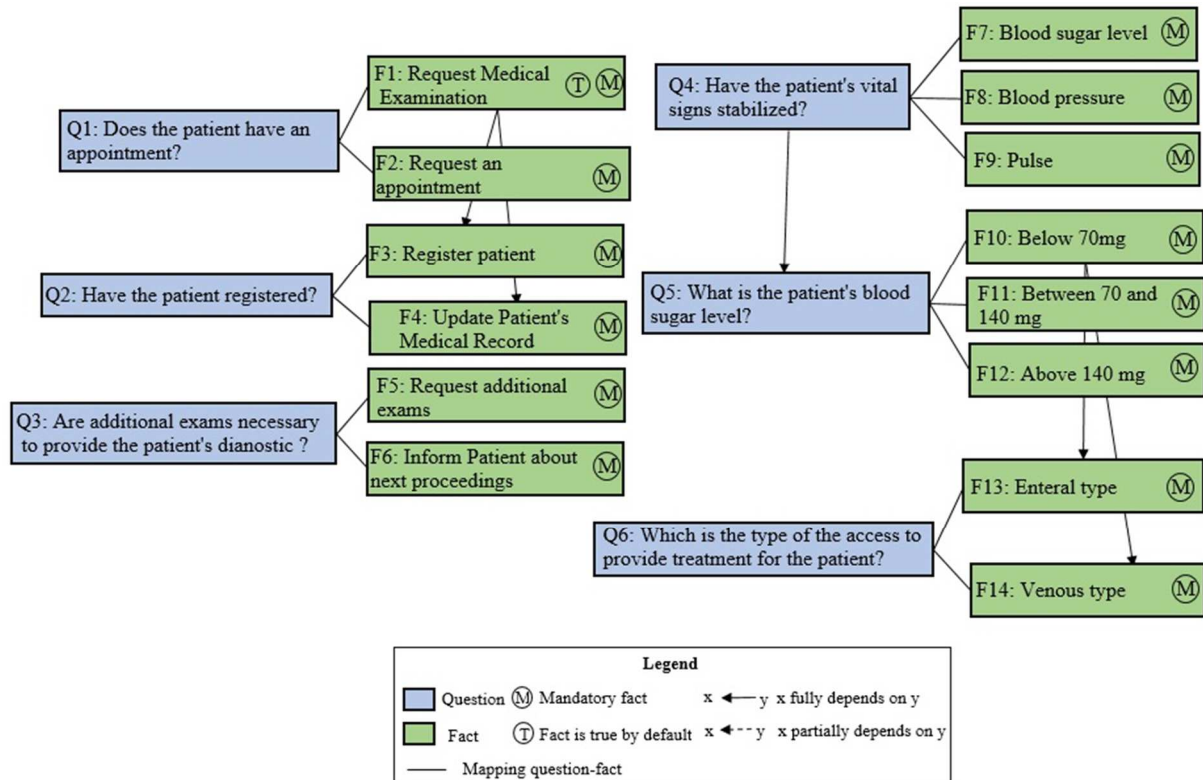 Q1: Does the patient have an
appointment?
F1: Request Medical
Examination
T
M
F2: Request an
appointment
M
Q2: Have the patient registered?
F3: Register patient
M
F4: Update Patient's
Medical Record
M
Q3: Are additional exams necessary
to provide the patient's dianostic ?
F5: Request additional
exams
M
F6: Inform Patient about
next proceedings
M
Q4: Have the patient's vital
signs stabilized?
F7: Blood sugar level
M
F8: Blood pressure
M
F9: Pulse
M
Q5: What is the patient's blood
sugar level?
F10: Below 70mg
M
F11: Between 70 and
140 mg
M
F12: Above 140 mg
M
Q6: Which is the type of the access to
provide treatment for the patient?
F13: Enteral type
M
F14: Venous type
M
Legend
Question
M Mandatory fact
x y x fully depends on y
Fact
T Fact is true by default
x y x partially depends on y
Mapping question-fact